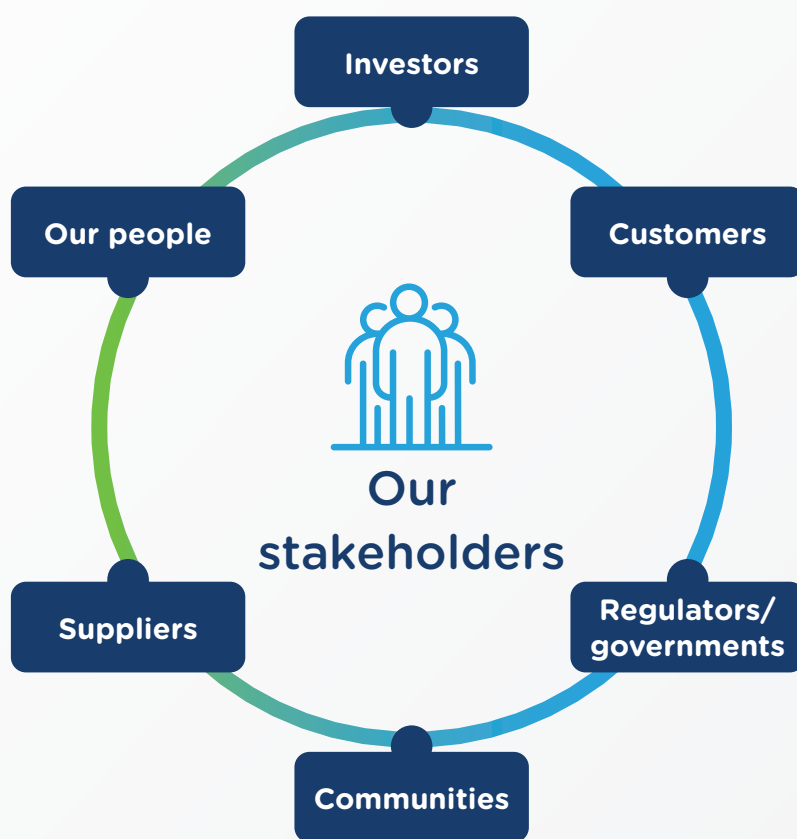 Investors
Our people
Customers
Our
stakeholders
Suppliers
Regulators/
governments
Communities